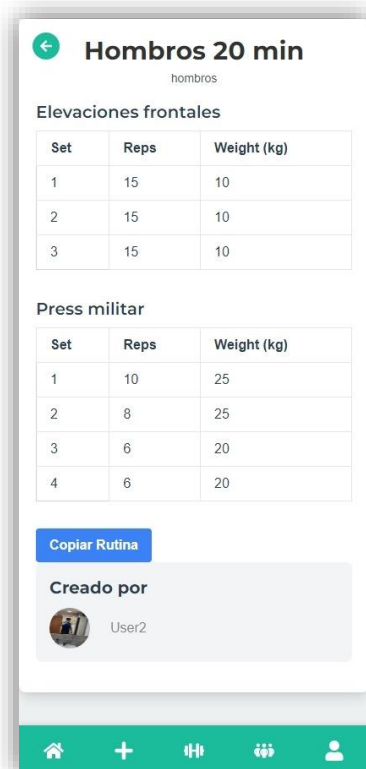 Hombros 20 min
hombros
Elevaciones frontales
Set Reps Weight (kg)
1 15 10
2 15 10
3 15 10
Press militar
Set Reps Weight (kg)
1 10 25
2 8 25
3 6 20
4 6 20
Copiar Rutina
Creado por
User2